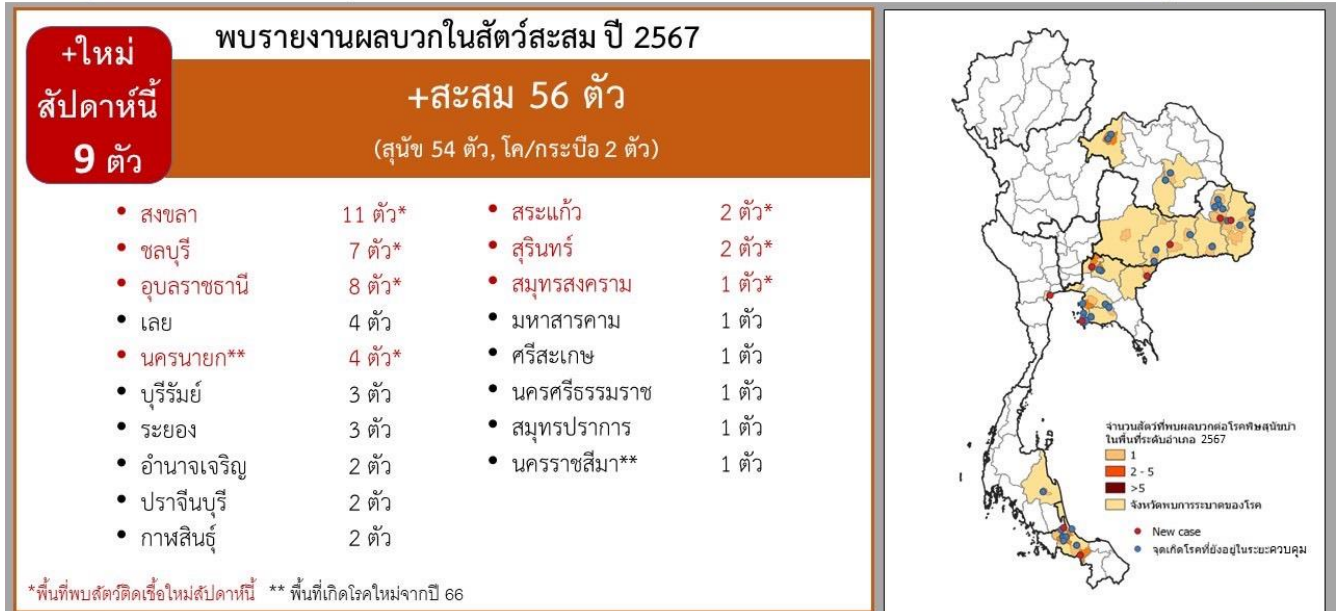 +ใหม่
สัปดาห์นี้
9 ตัว
พบรายงานผลบวกในสัตว์สะสม ปี 2567
+สะสม 56 ตัว
(สุนัข 54 ตัว, โค/กระบือ 2 ตัว)
• สงขลา 11 ตัว*
• ชลบุรี 7 ตัว*
• อุบลราชธานี 8 ตัว*
• เลย 4 ตัว
• นครนายก** 4 ตัว*
• บุรีรัมย์ 3 ตัว
• ระยอง 3 ตัว
• อำนาจเจริญ 2 ตัว
• ปราจีนบุรี 2 ตัว
• กาฬสินธุ์ 2 ตัว
• สระแก้ว 2 ตัว*
• สุรินทร์ 2 ตัว*
• สมุทรสงคราม 1 ตัว*
• มหาสารคาม 1 ตัว
• ศรีสะเกษ 1 ตัว
• นครศรีธรรมราช 1 ตัว
• สมุทรปราการ 1 ตัว
• นครราชสีมา** 1 ตัว
*พื้นที่พบสัตว์ติดเชื้อใหม่สัปดาห์นี้ ** พื้นที่เกิดโรคใหม่จากปี 66
จำนวนสัตว์ที่พบผลบวกต่อโรคพิษสุนัขบ้า
ในพื้นที่ระดับอำเภอ 2567
1
2 - 5
>5
จังหวัดพบการระบาดของโรค
New case
จุดเกิดโรคที่ยังอยู่ในระยะควบคุม